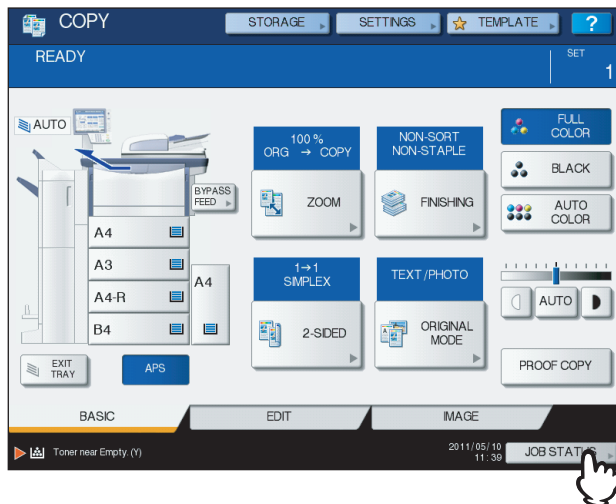 COPY
STORAGE
SETTINGS
TEMPLATE
?
READY
SET
1
AUTO
BYPASS
FEED
A4
A3
A4-R
B4
A4
EXIT
TRAY
APS
100 %
ORG → COPY
ZOOM
NON-SORT
NON-STAPLE
FINISHING
1→1
SIMPLEX
2-SIDED
TEXT/PHOTO
ORIGINAL
MODE
FULL
COLOR
BLACK
AUTO
COLOR
AUTO
PROOF COPY
BASIC
EDIT
IMAGE
Toner near Empty. (Y)
2011/05/10
11:39
JOB STATUS